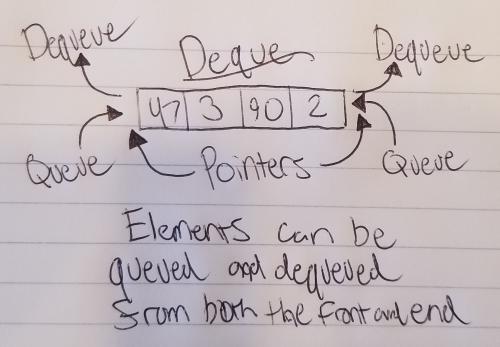 Dequeue Deque Dequeue
47 3 90 2
Queue Pointers Queue
Elements can be
queued and dequeued
from both the front and end